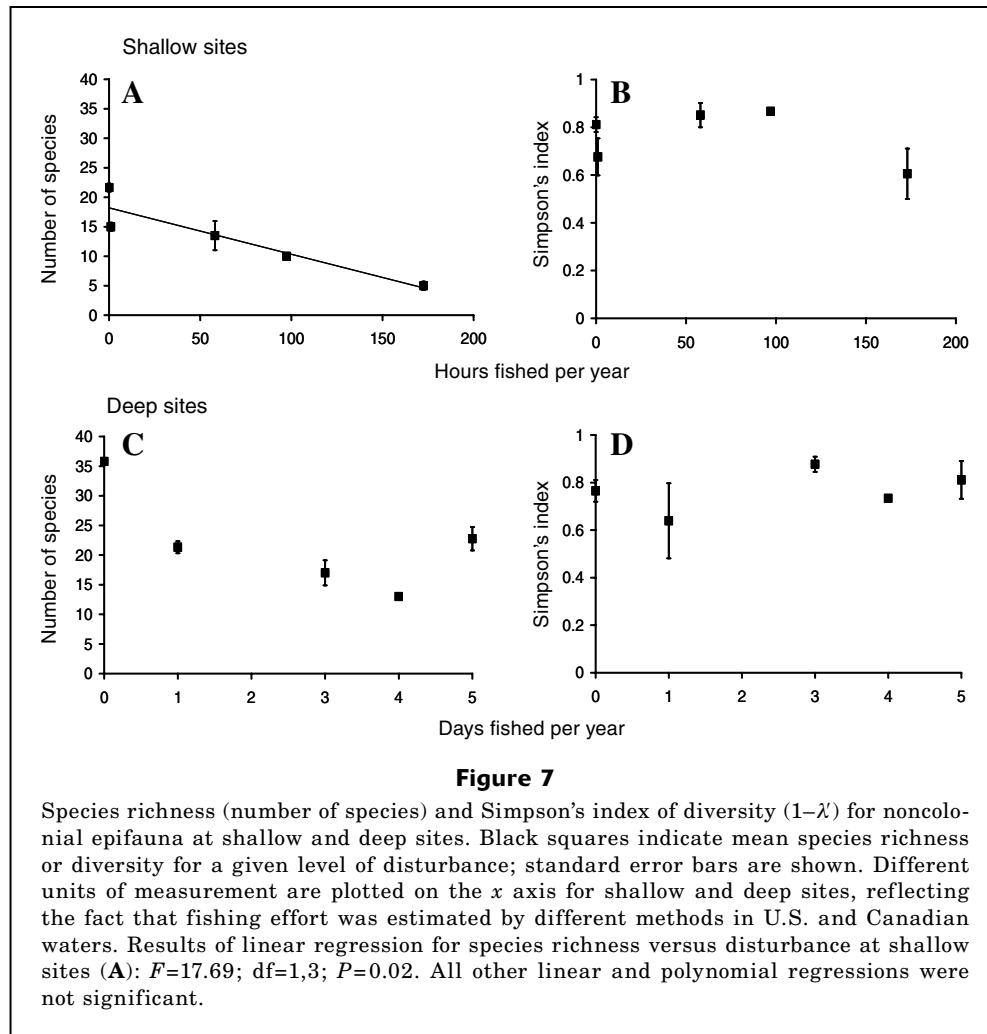 Shallow sites
A
Number of species
40
35
30
25
20
15
10
5
0
0 50 100 150 200
B
Simpson's index
1
0.8
0.6
0.4
0.2
0
0 50 100 150 200
Hours fished per year
Deep sites
C
Number of species
40
35
30
25
20
15
10
5
0
0 1 2 3 4 5
D
Simpson's index
1
0.8
0.6
0.4
0.2
0
0 1 2 3 4 5
Days fished per year
Figure 7
Species richness (number of species) and Simpson's index of diversity (1–λ′) for noncolo-
nial epifauna at shallow and deep sites. Black squares indicate mean species richness
or diversity for a given level of disturbance; standard error bars are shown. Different
units of measurement are plotted on the x axis for shallow and deep sites, reflecting
the fact that fishing effort was estimated by different methods in U.S. and Canadian
waters. Results of linear regression for species richness versus disturbance at shallow
sites (A): F=17.69; df=1,3; P=0.02. All other linear and polynomial regressions were
not significant.